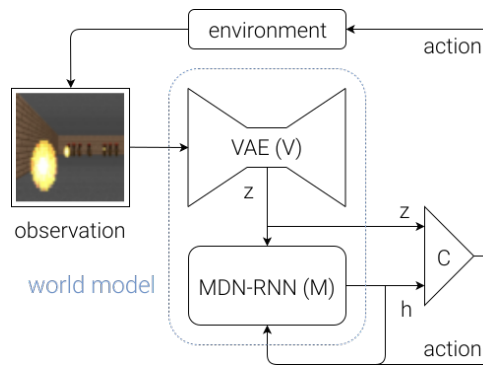 environment
action
VAE (V)
z
z
observation
C
world model
MDN-RNN (M)
h
action